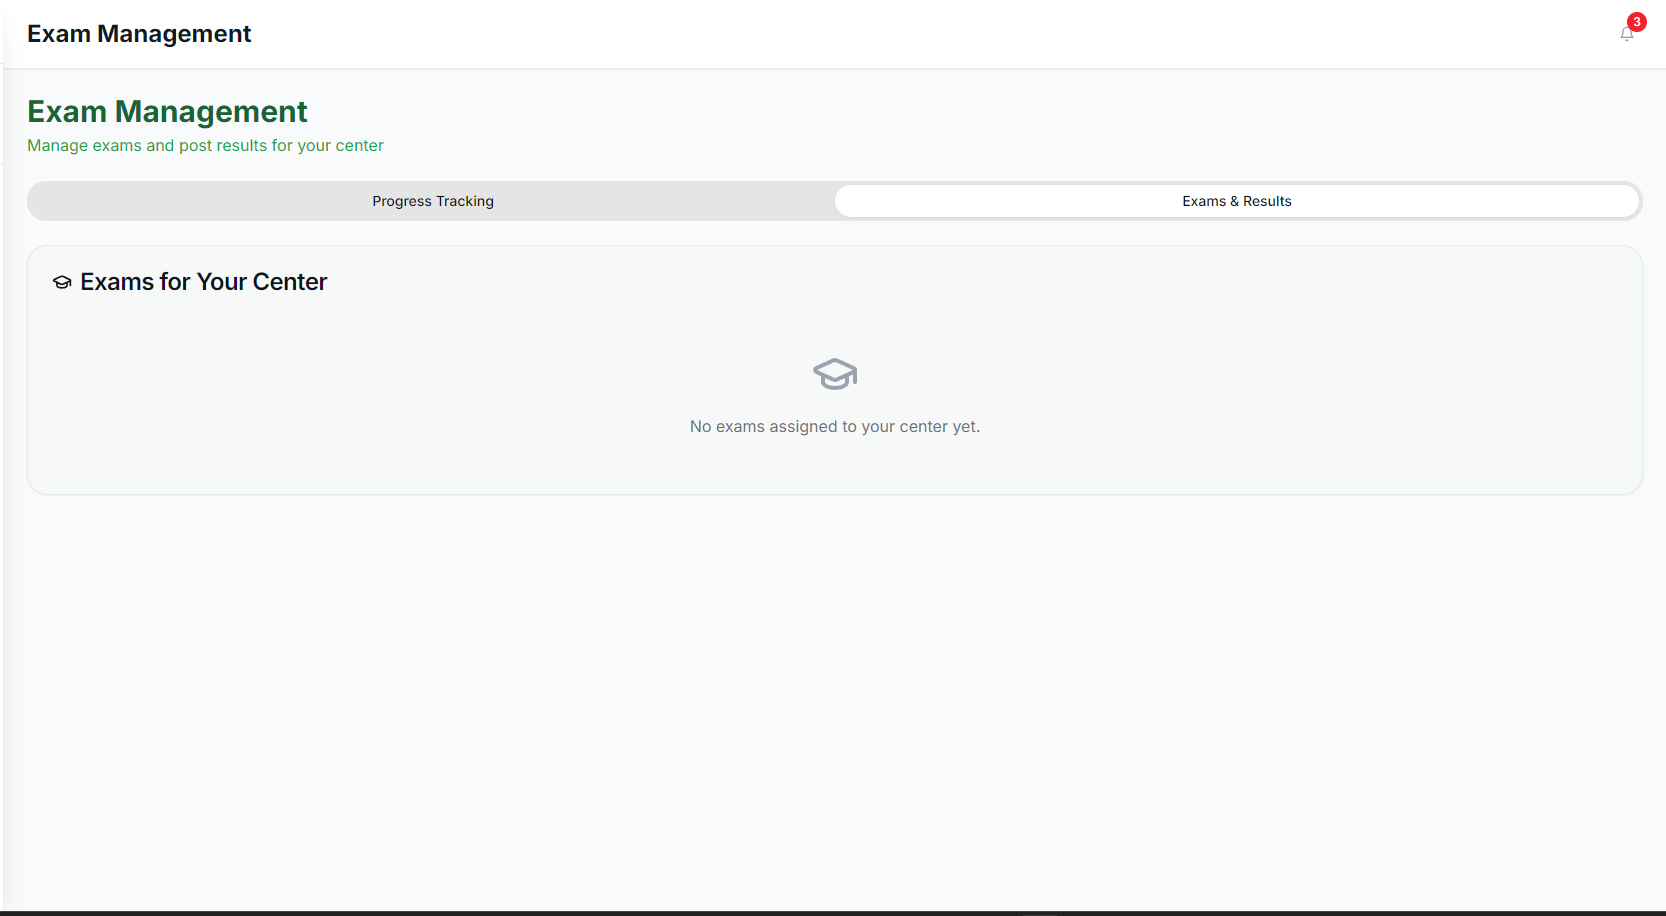 Exam Management
3
Exam Management
Manage exams and post results for your center
Progress Tracking
Exams & Results
Exams for Your Center
No exams assigned to your center yet.